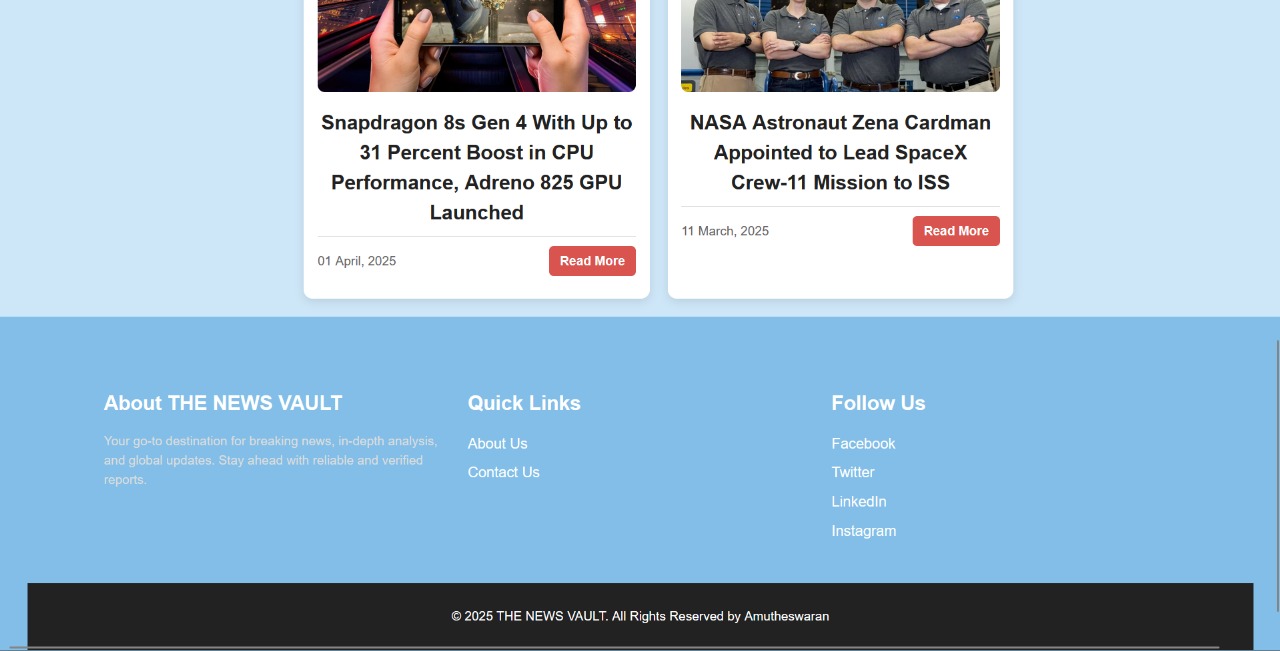 Snapdragon 8s Gen 4 With Up to
31 Percent Boost in CPU
Performance, Adreno 825 GPU
Launched
01 April, 2025
Read More
NASA Astronaut Zena Cardman
Appointed to Lead SpaceX
Crew-11 Mission to ISS
11 March, 2025
Read More
About THE NEWS VAULT
Your go-to destination for breaking news, in-depth analysis,
and global updates. Stay ahead with reliable and verified
reports.
Quick Links
About Us
Contact Us
Follow Us
Facebook
Twitter
LinkedIn
Instagram
© 2025 THE NEWS VAULT. All Rights Reserved by Amutheswaran